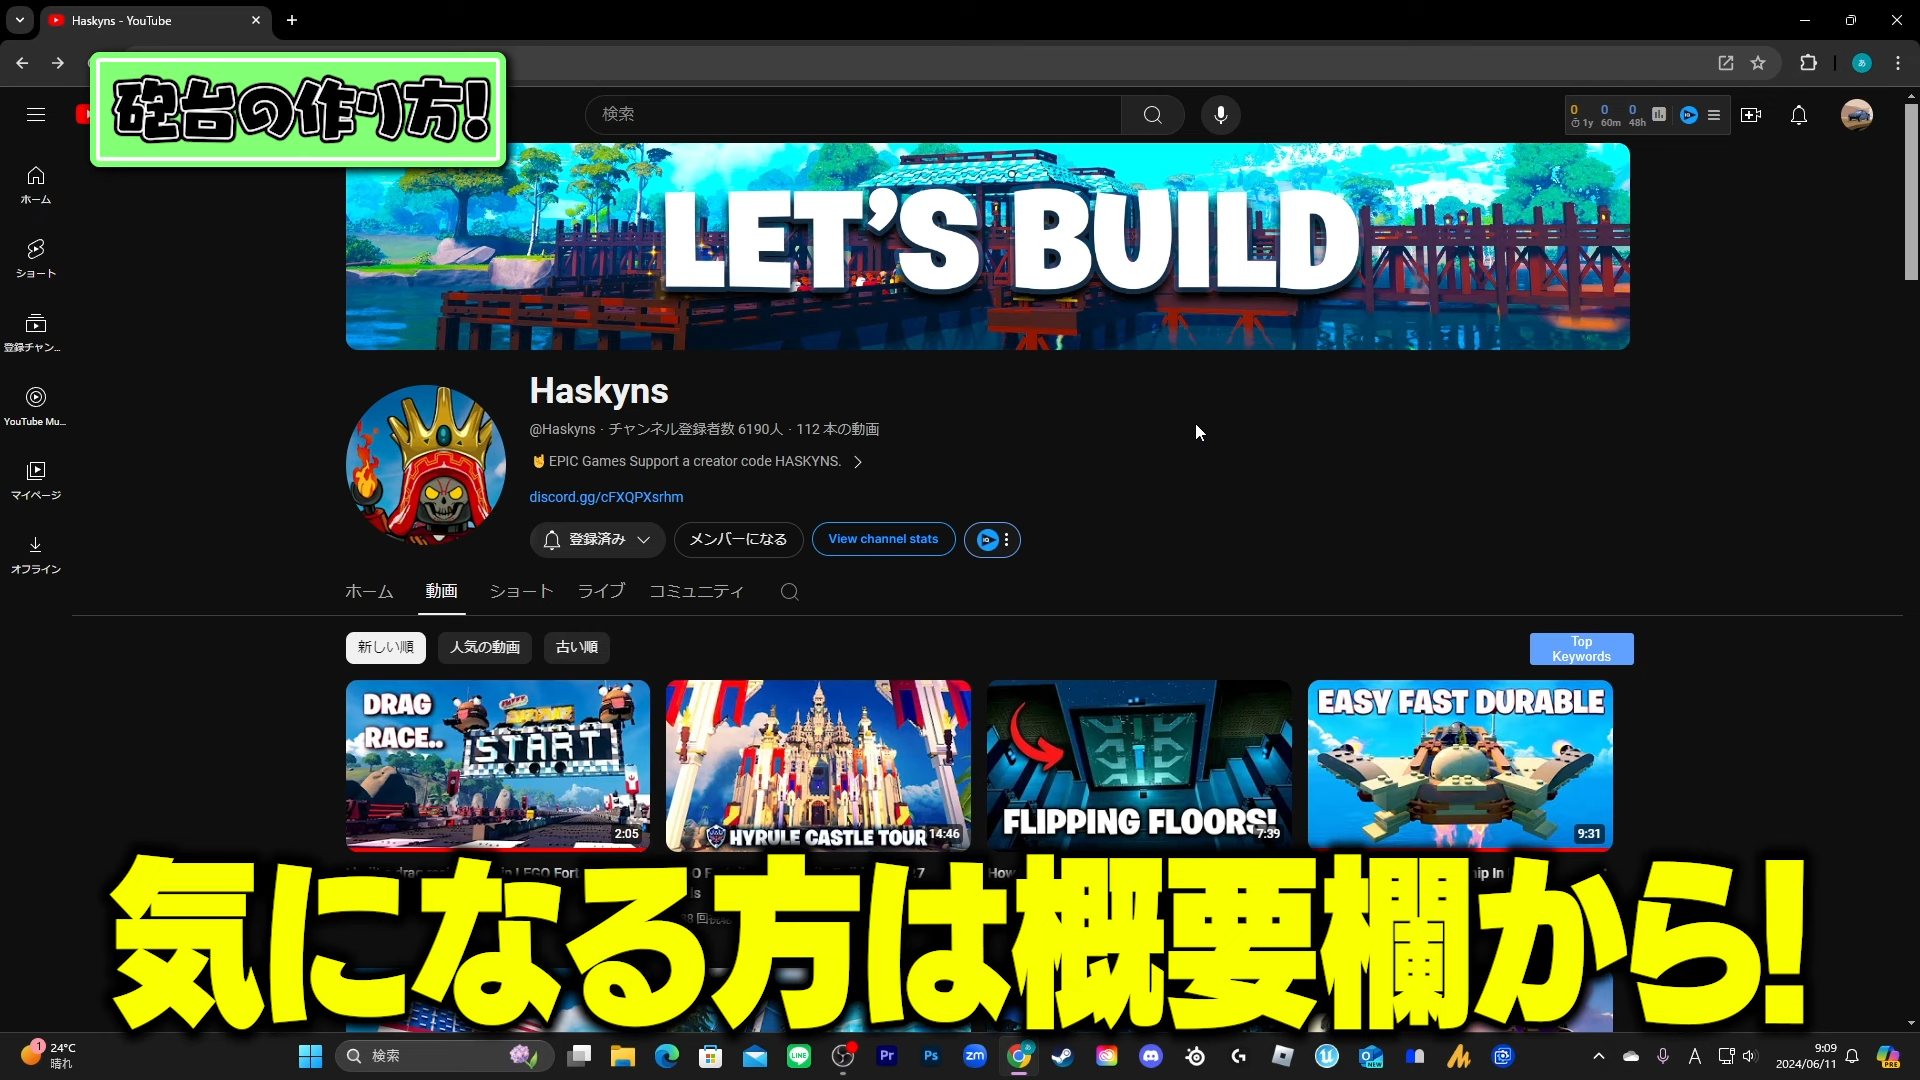 Haskyns - YouTube
砲台の作り方!
検索
0 0 0
1y 60m 48h
ホーム
ショート
登録チャン...
YouTube Mu...
マイページ
オフライン
LET'S BUILD
Haskyns
@Haskyns · チャンネル登録者数 6190人 · 112 本の動画
EPIC Games Support a creator code HASKYNS.
discord.gg/cFXQPXsrhm
登録済み
メンバーになる
View channel stats
ホーム 動画 ショート ライブ コミュニティ
新しい順 人気の動画 古い順
Top
Keywords
DRAG
RACE..
START
2:05
HYRULE CASTLE TOUR
14:46
FLIPPING FLOORS!
7:39
EASY FAST DURABLE
9:31
気になる方は概要欄から!
1
24°C
晴れ
検索
9:09
2024/06/11